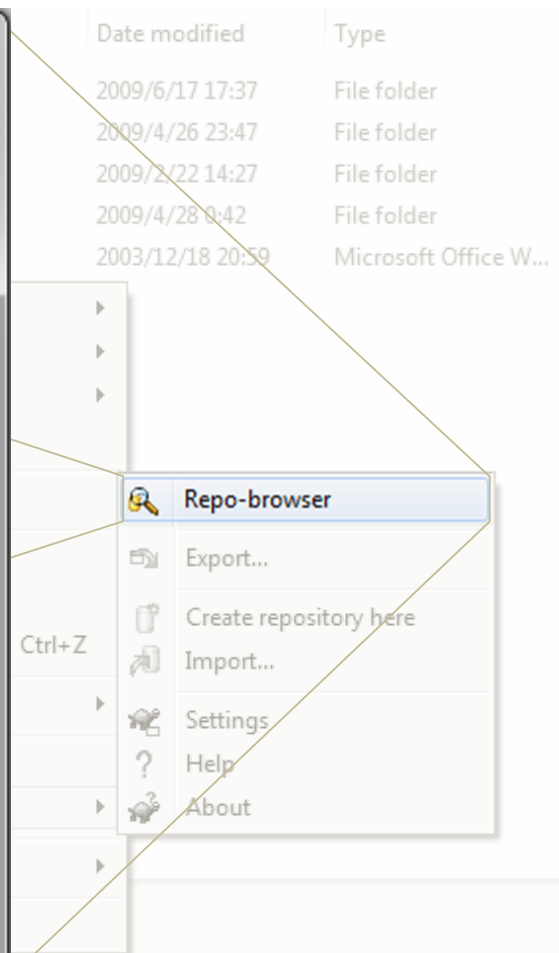 Date modified Type
2009/6/17 17:37 File folder
2009/4/26 23:47 File folder
2009/2/22 14:27 File folder
2009/4/28 0:42 File folder
2003/12/18 20:59 Microsoft Office W...
Repo-browser
Export...
Create repository here
Ctrl+Z
Import...
Settings
Help
About